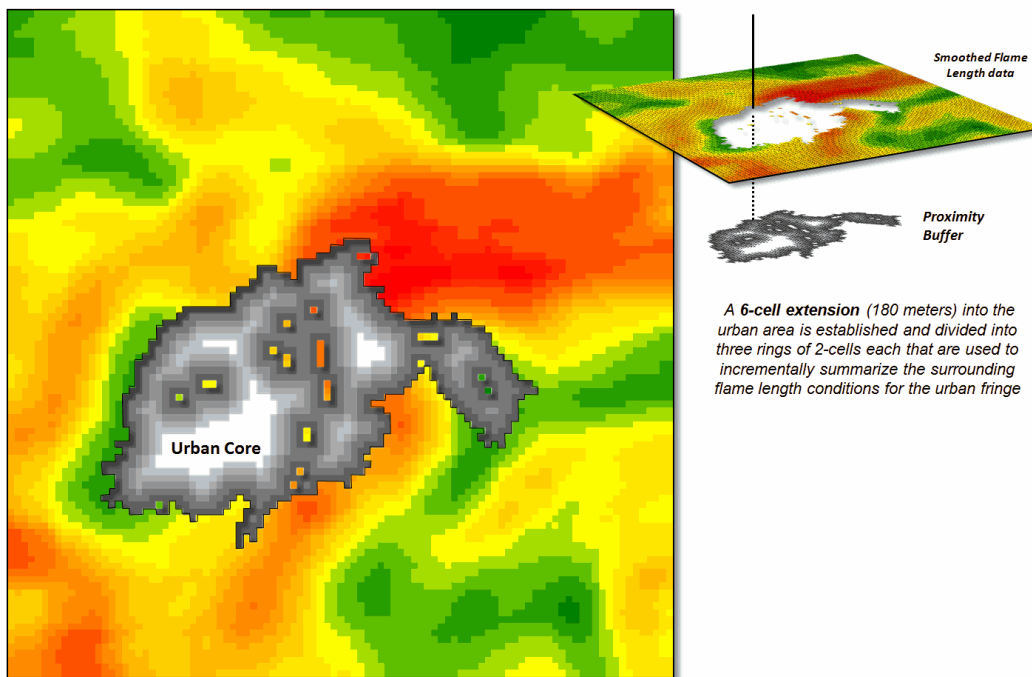 Smoothed Flame
Length data
Proximity
Buffer
Urban Core
A 6-cell extension (180 meters) into the
urban area is established and divided into
three rings of 2-cells each that are used to
incrementally summarize the surrounding
flame length conditions for the urban fringe